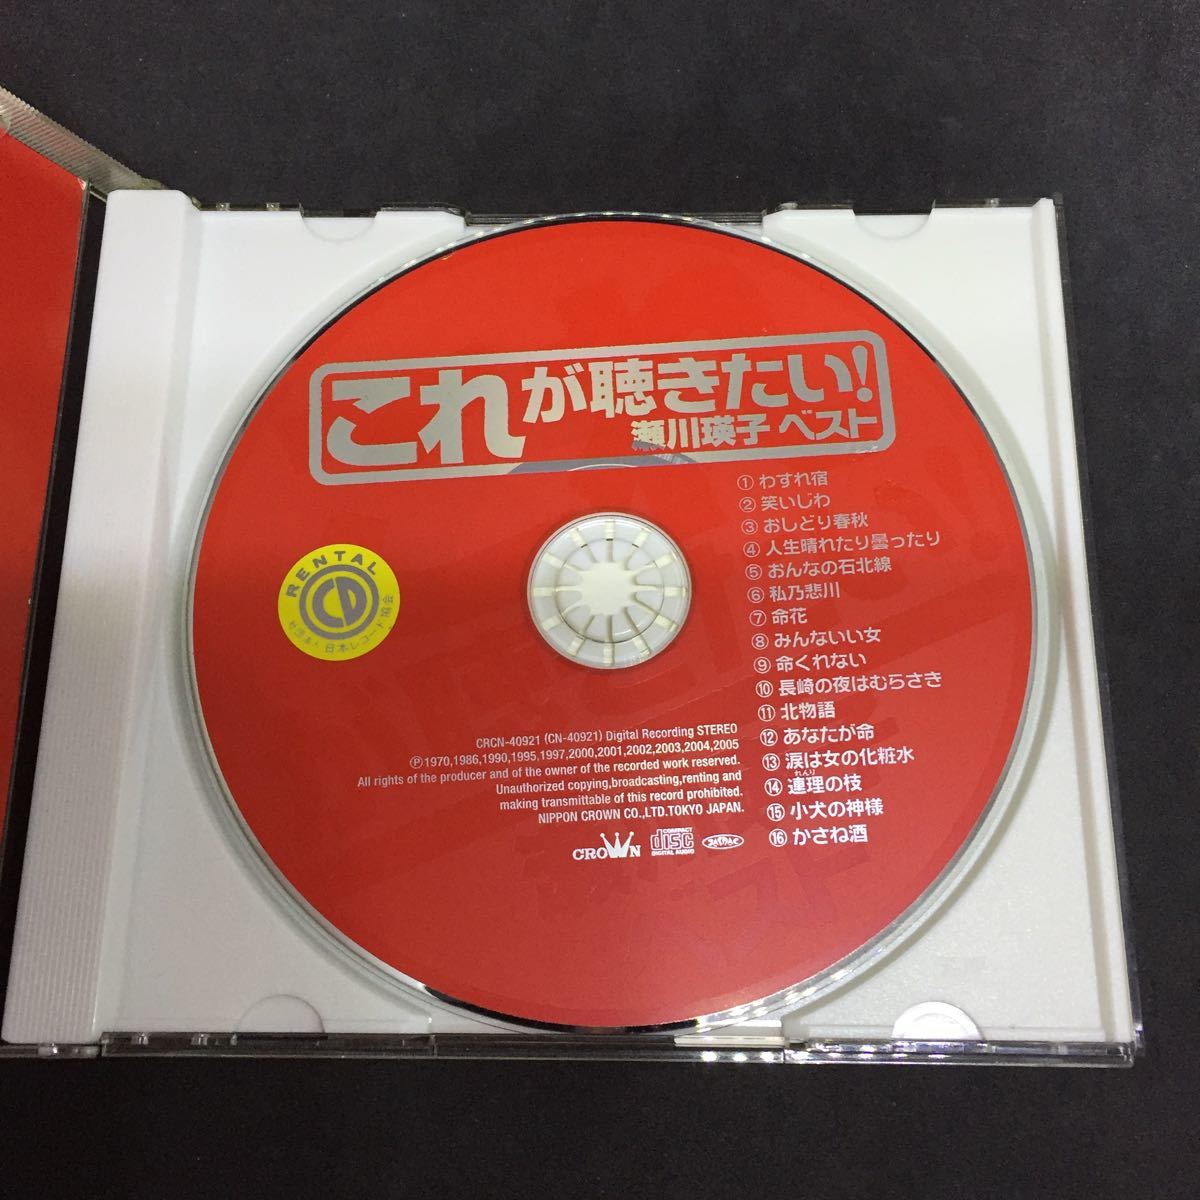 これが聴きたい!
瀬川瑛子 ベスト
① わすれ宿
② 笑いじわ
③ おしどり春秋
④ 人生晴れたり曇ったり
⑤ おんなの石北線
⑥ 私乃悲川
⑦ 命花
⑧ みんないい女
⑨ 命くれない
⑩ 長崎の夜はむらさき
⑪ 北物語
⑫ あなたが命
⑬ 涙は女の化粧水
れんり
⑭ 連理の枝
⑮ 小犬の神様
⑯ かさね酒
RENTAL
CD
社団法人 日本レコード協会
CRCN-40921 (CN-40921) Digital Recording STEREO
Ⓟ1970,1986,1990,1995,1997,2000,2001,2002,2003,2004,2005
All rights of the producer and of the owner of the recorded work reserved.
Unauthorized copying,broadcasting,renting and
making transmittable of this record prohibited.
NIPPON CROWN CO.,LTD.TOKYO JAPAN.
CROWN
COMPACT
disc
DIGITAL AUDIO
JASRAC